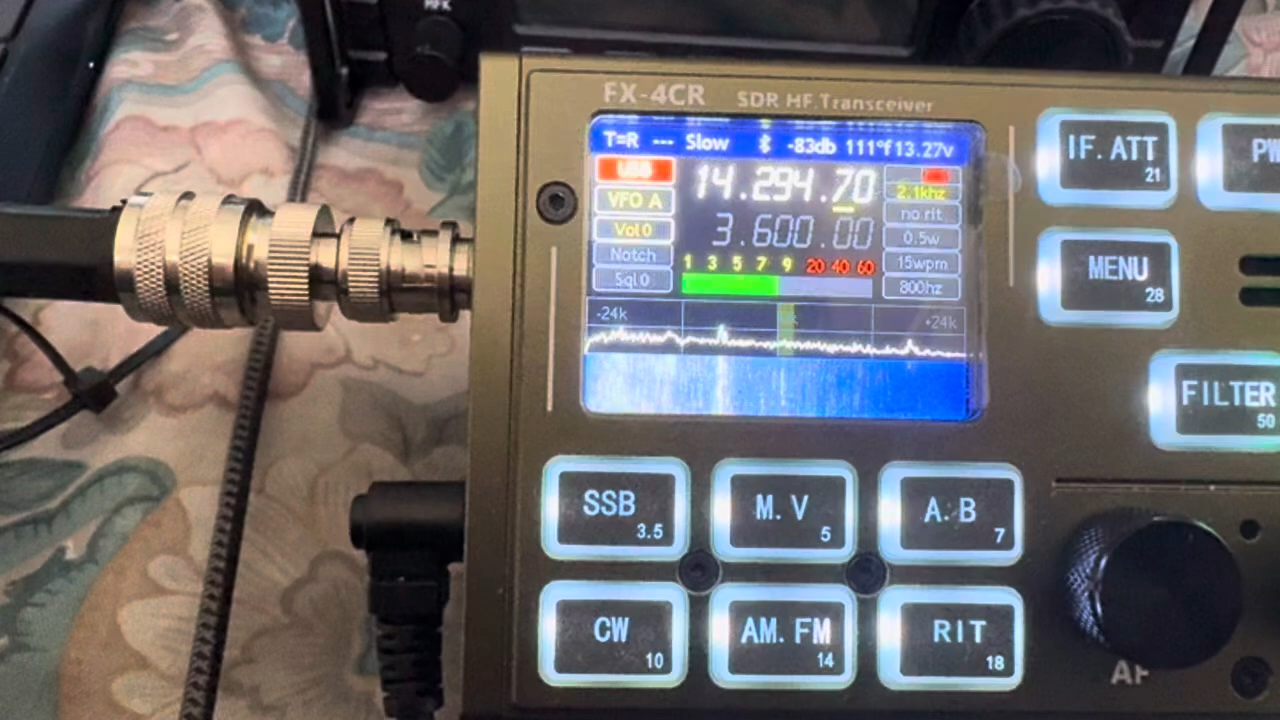 FX-4CR SDR HF Transceiver
T=R --- Slow -83db 111°f 13.27v
USB 14.294.70
VFO A 2.1khz
Vol 0 3.600.00 no rit
Notch 1 3 5 7 9 20 40 60 0.5w
Sql 0 15wpm
800hz
-24k +24k
IF. ATT 21
MENU 28
FILTER 50
SSB 3.5
M. V 5
A. B 7
CW 10
AM. FM 14
RIT 18
AF